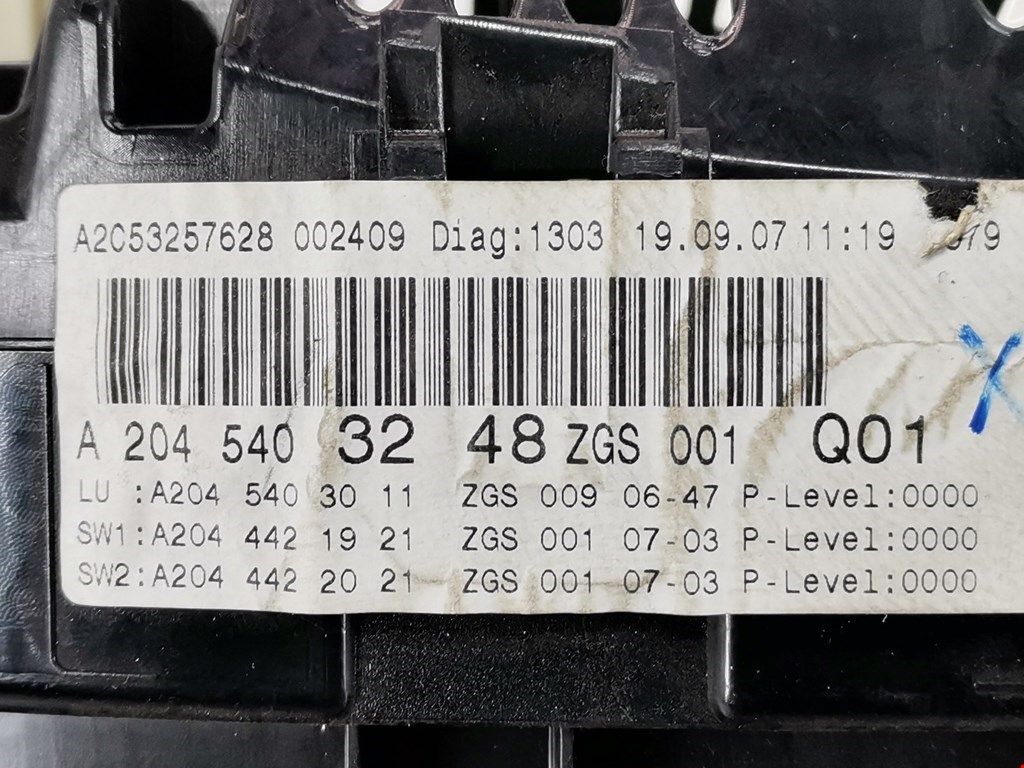 A2C53257628 002409 Diag:1303 19.09.07 11:19
A 204 540 32 48 ZGS 001 Q01
LU :A204 540 30 11 ZGS 009 06-47 P-Level:0000
SW1:A204 442 19 21 ZGS 001 07-03 P-Level:0000
SW2:A204 442 20 21 ZGS 001 07-03 P-Level:0000